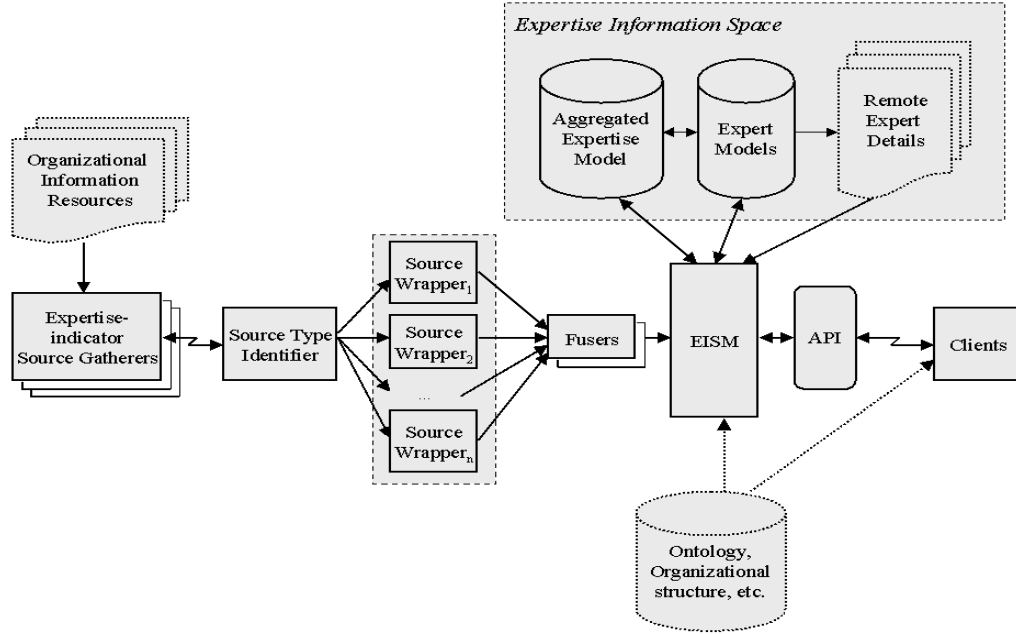 Expertise Information Space
Aggregated
Expertise
Model
Expert
Models
Remote
Expert
Details
Organizational
Information
Resources
Expertise-
indicator
Source Gatherers
Source Type
Identifier
Source
Wrapper1
Source
Wrapper2
...
Source
Wrappern
Fusers
EISM
API
Clients
Ontology,
Organizational
structure, etc.